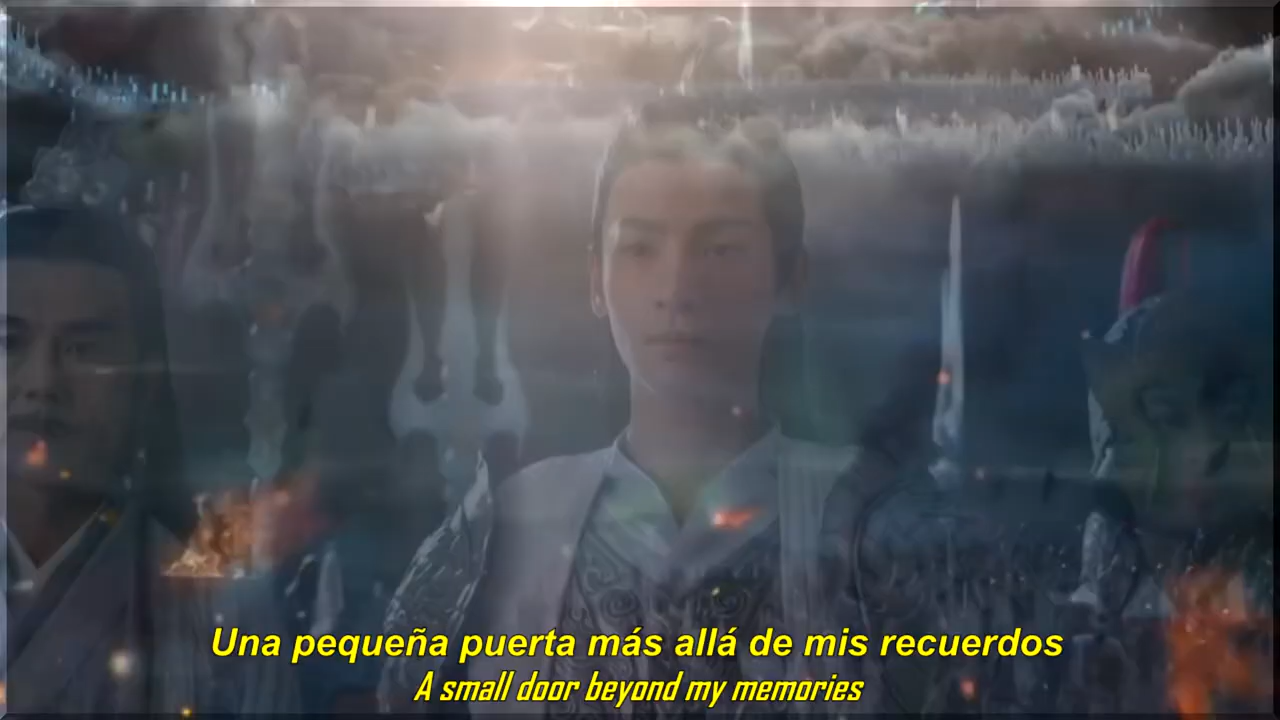 Una pequeña puerta más allá de mis recuerdos
A small door beyond my memories